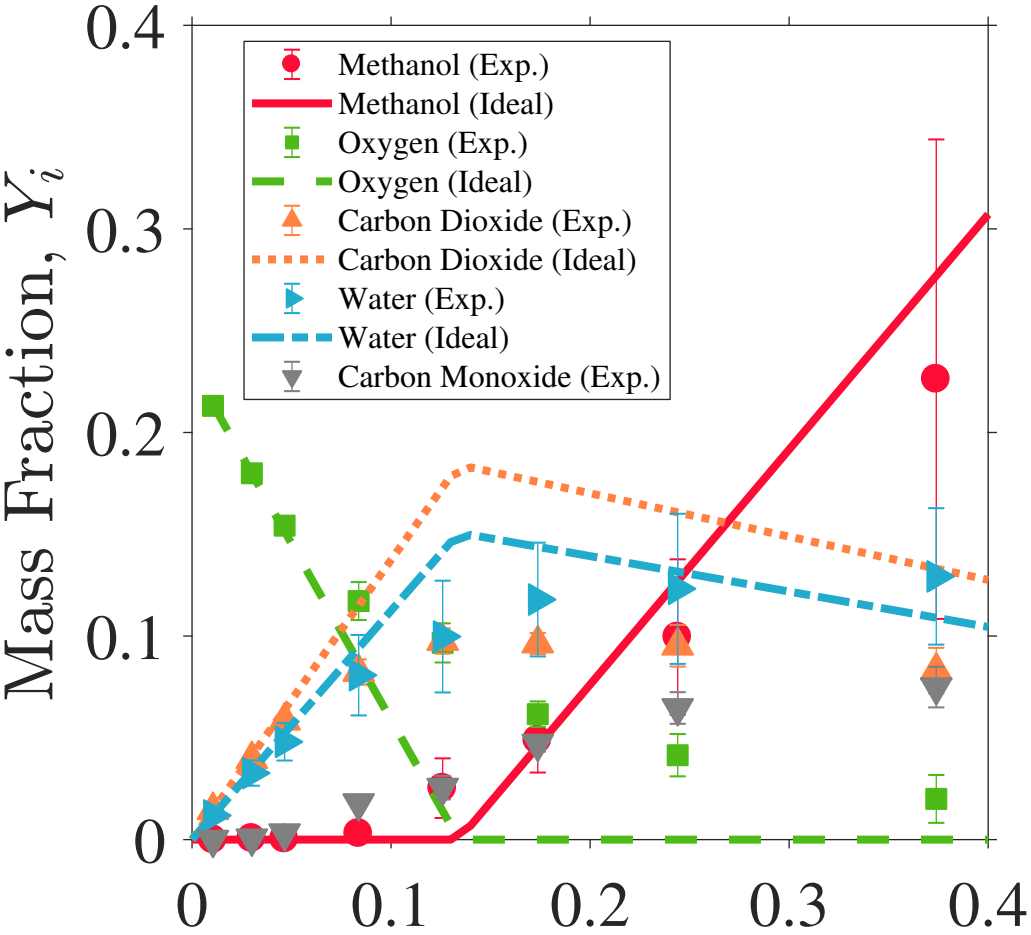 Mass Fraction, Y_i
0.4
0.3
0.2
0.1
0
Methanol (Exp.)
Methanol (Ideal)
Oxygen (Exp.)
Oxygen (Ideal)
Carbon Dioxide (Exp.)
Carbon Dioxide (Ideal)
Water (Exp.)
Water (Ideal)
Carbon Monoxide (Exp.)
0 0.1 0.2 0.3 0.4